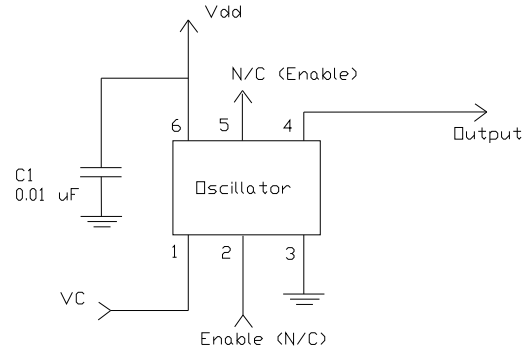 Vdd
N/C (Enable)
6
5
4
Output
C1
0.01 uF
Oscillator
1
2
3
VC
Enable (N/C)